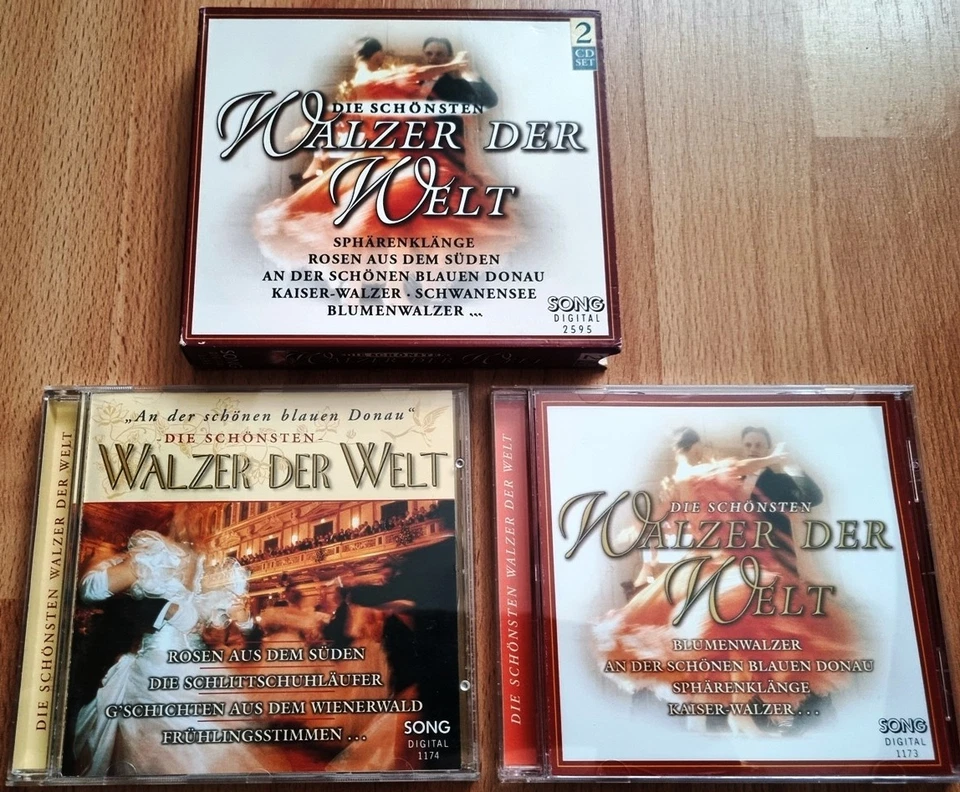 2
CD
SET
DIE SCHÖNSTEN
WALZER DER
WELT
SPHÄRENKLÄNGE
ROSEN AUS DEM SÜDEN
AN DER SCHÖNEN BLAUEN DONAU
KAISER-WALZER · SCHWANENSEE
BLUMENWALZER ...
SONG
DIGITAL
2595
DIE SCHÖNSTEN WALZER DER WELT
„An der schönen blauen Donau“
DIE SCHÖNSTEN
WALZER DER WELT
ROSEN AUS DEM SÜDEN
DIE SCHLITTSCHUHLÄUFER
G'SCHICHTEN AUS DEM WIENERWALD
FRÜHLINGSSTIMMEN ...
SONG
DIGITAL
1174
DIE SCHÖNSTEN WALZER DER WELT
DIE SCHÖNSTEN
WALZER DER
WELT
BLUMENWALZER
AN DER SCHÖNEN BLAUEN DONAU
SPHÄRENKLÄNGE
KAISER-WALZER ...
SONG
DIGITAL
1173